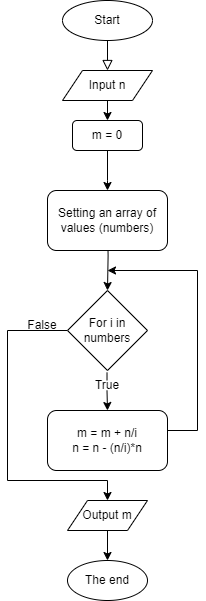 Start
Input n
m = 0
Setting an array of
values (numbers)
False
For i in
numbers
True
m = m + n/i
n = n - (n/i)*n
Output m
The end